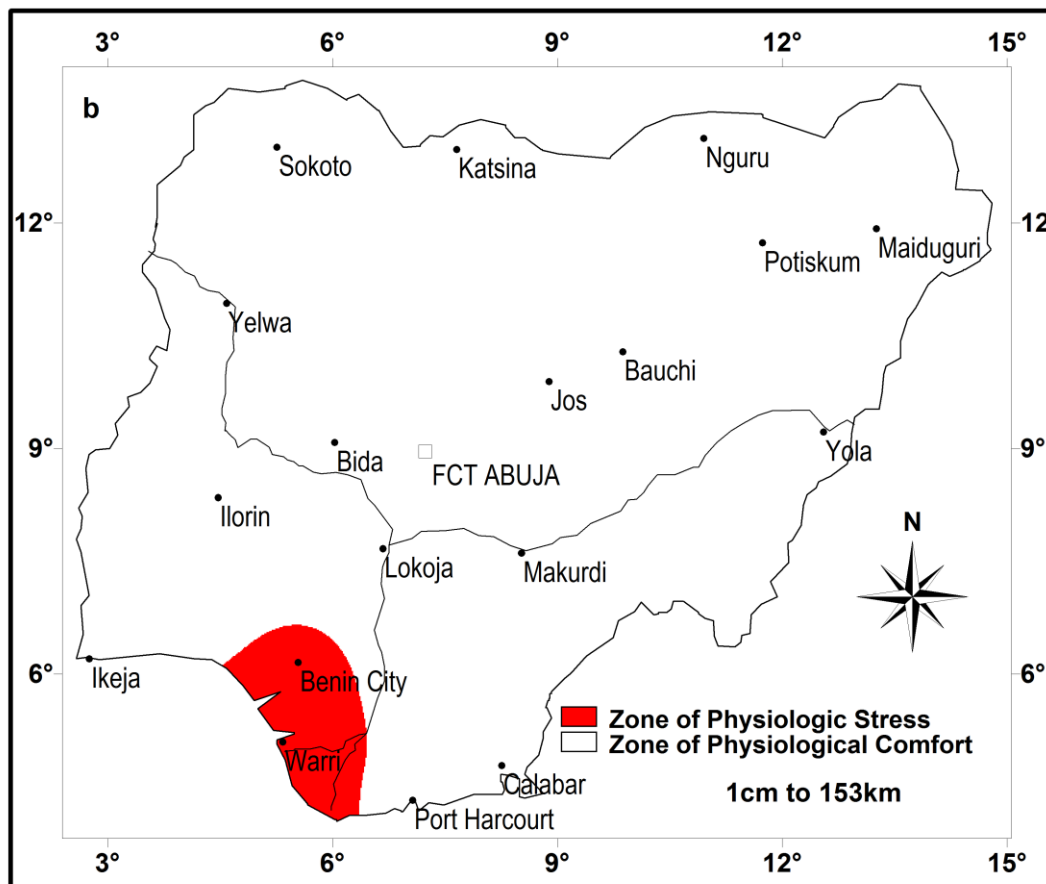 3° 6° 9° 12° 15°
b
Sokoto
Katsina
Nguru
12° 12
Maiduguri
Potiskum
Yelwa
Bauchi
Jos
9° Bida FCT ABUJA Yola 9°
Ilorin
N
Lokoja Makurdi
6° Ikeja Benin City 6°
Zone of Physiologic Stress
Zone of Physiological Comfort
Warri
Calabar
1cm to 153km
Port Harcourt
3° 6° 9° 12° 15°